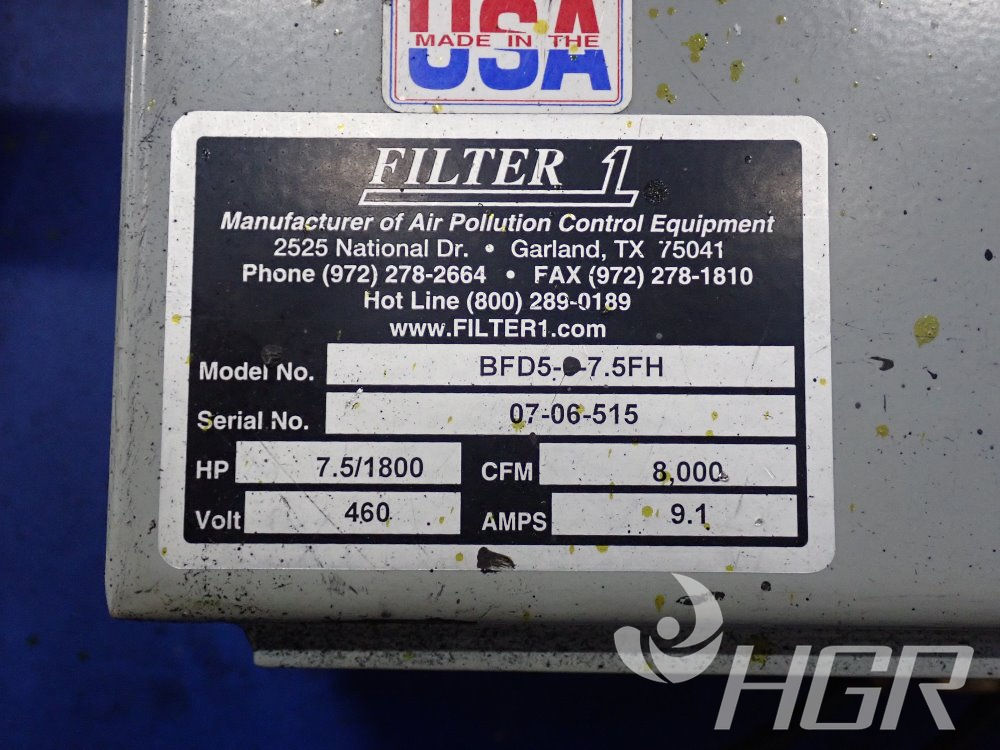 USA
MADE IN THE
FILTER 1
Manufacturer of Air Pollution Control Equipment
2525 National Dr. • Garland, TX 75041
Phone (972) 278-2664 • FAX (972) 278-1810
Hot Line (800) 289-0189
www.FILTER1.com
Model No.
Serial No. 07-06-515
HP 7.5/1800 CFM 8,000
Volt 460 AMPS 9.1
HGR